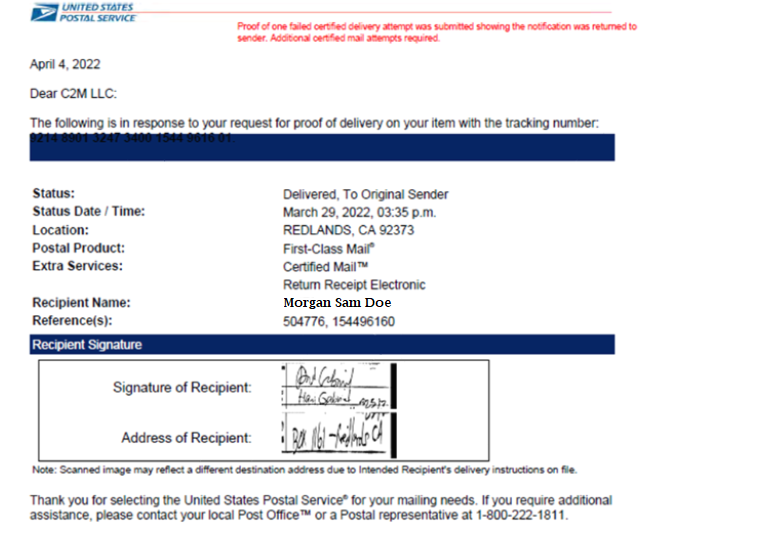 UNITED STATES
POSTAL SERVICE
Proof of one failed certified delivery attempt was submitted showing the notification was returned to
sender. Additional certified mail attempts required.
April 4, 2022
Dear C2M LLC:
The following is in response to your request for proof of delivery on your item with the tracking number:
Status: Delivered, To Original Sender
Status Date / Time: March 29, 2022, 03:35 p.m.
Location: REDLANDS, CA 92373
Postal Product: First-Class Mail®
Extra Services: Certified Mail™
Return Receipt Electronic
Recipient Name: Morgan Sam Doe
Reference(s): 504776, 154496160
Recipient Signature
Signature of Recipient:
Address of Recipient: Box 1161 - Redlands CA
Note: Scanned image may reflect a different destination address due to Intended Recipient's delivery instructions on file.
Thank you for selecting the United States Postal Service® for your mailing needs. If you require additional
assistance, please contact your local Post Office™ or a Postal representative at 1-800-222-1811.